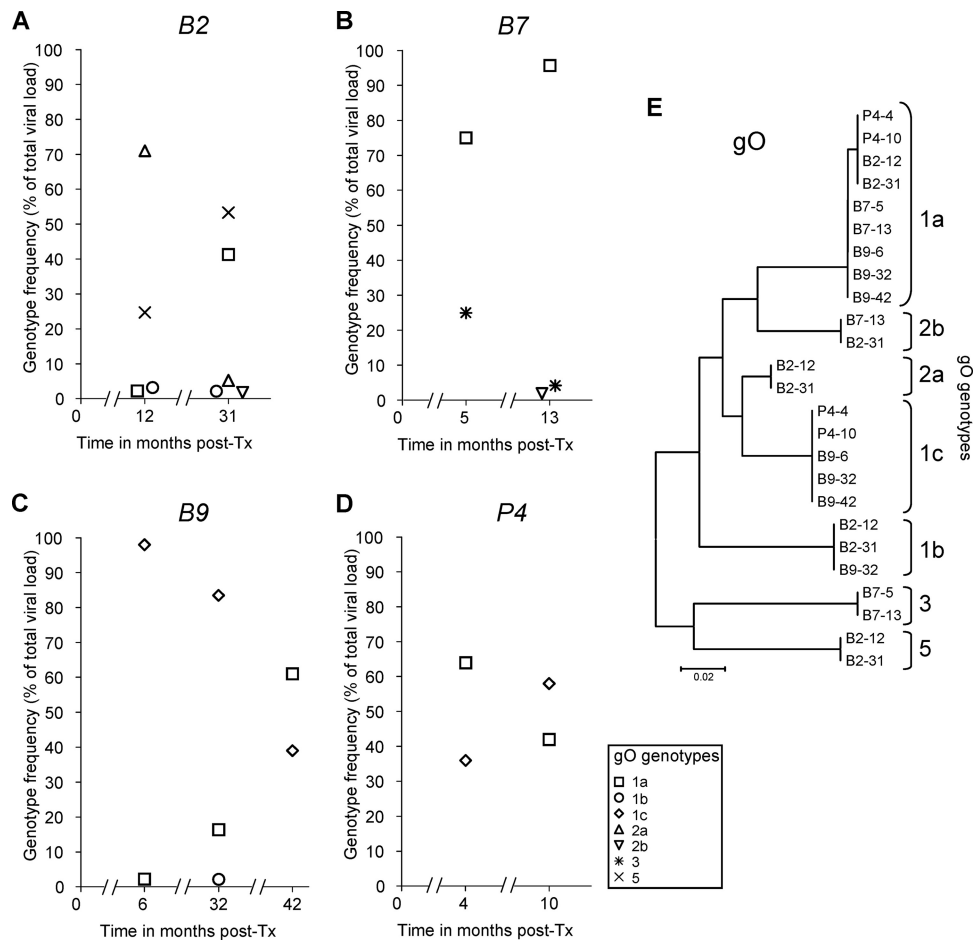 A
B2
Genotype frequency (% of total viral load)
100
90
80
70
60
50
40
30
20
10
0
0
12
31
Time in months post-Tx
B
B7
Genotype frequency (% of total viral load)
100
90
80
70
60
50
40
30
20
10
0
0
5
13
Time in months post-Tx
C
B9
Genotype frequency (% of total viral load)
100
90
80
70
60
50
40
30
20
10
0
0
6
32
42
Time in months post-Tx
D
P4
Genotype frequency (% of total viral load)
100
90
80
70
60
50
40
30
20
10
0
0
4
10
Time in months post-Tx
gO genotypes
1a
1b
1c
2a
2b
3
5
E
gO
P4-4
P4-10
B2-12
B2-31
B7-5
B7-13
B9-6
B9-32
B9-42
1a
B7-13
B2-31
2b
B2-12
B2-31
2a
P4-4
P4-10
B9-6
B9-32
B9-42
1c
B2-12
B2-31
B9-32
1b
B7-5
B7-13
3
B2-12
B2-31
5
gO genotypes
0.02